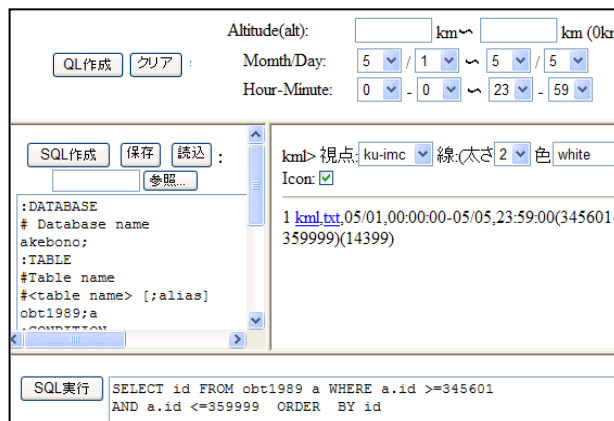 Altitude(alt): km〜 km (0km
QL作成 クリア :
Momth/Day: 5 / 1 〜 5 / 5
Hour-Minute: 0 - 0 〜 23 - 59
SQL作成 保存 読込 :
参照...
:DATABASE
# Database name
akebono;
:TABLE
#Table name
#<table name> [;alias]
obt1989;a
:CONDITION
kml> 視点: ku-imc 線:(太さ 2 色 white
Icon:
1 kml,txt,05/01,00:00:00-05/05,23:59:00(345601-
359999)(14399)
SQL実行
SELECT id FROM obt1989 a WHERE a.id >=345601
AND a.id <=359999 ORDER BY id